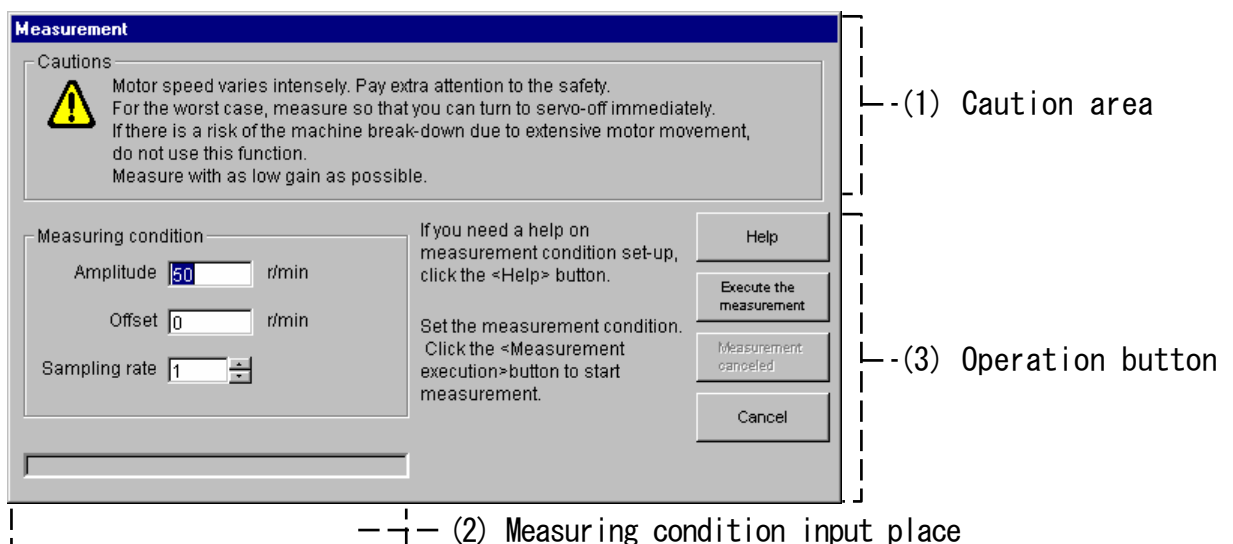 Measurement
Cautions
Motor speed varies intensely. Pay extra attention to the safety.
For the worst case, measure so that you can turn to servo-off immediately.
If there is a risk of the machine break-down due to extensive motor movement,
do not use this function.
Measure with as low gain as possible.
(1) Caution area
Measuring condition
Amplitude 50 r/min
Offset 0 r/min
Sampling rate 1
If you need a help on
measurement condition set-up,
click the <Help> button.
Set the measurement condition.
Click the <Measurement
execution>button to start
measurement.
Help
Execute the
measurement
Measurement
canceled
Cancel
(3) Operation button
(2) Measuring condition input place